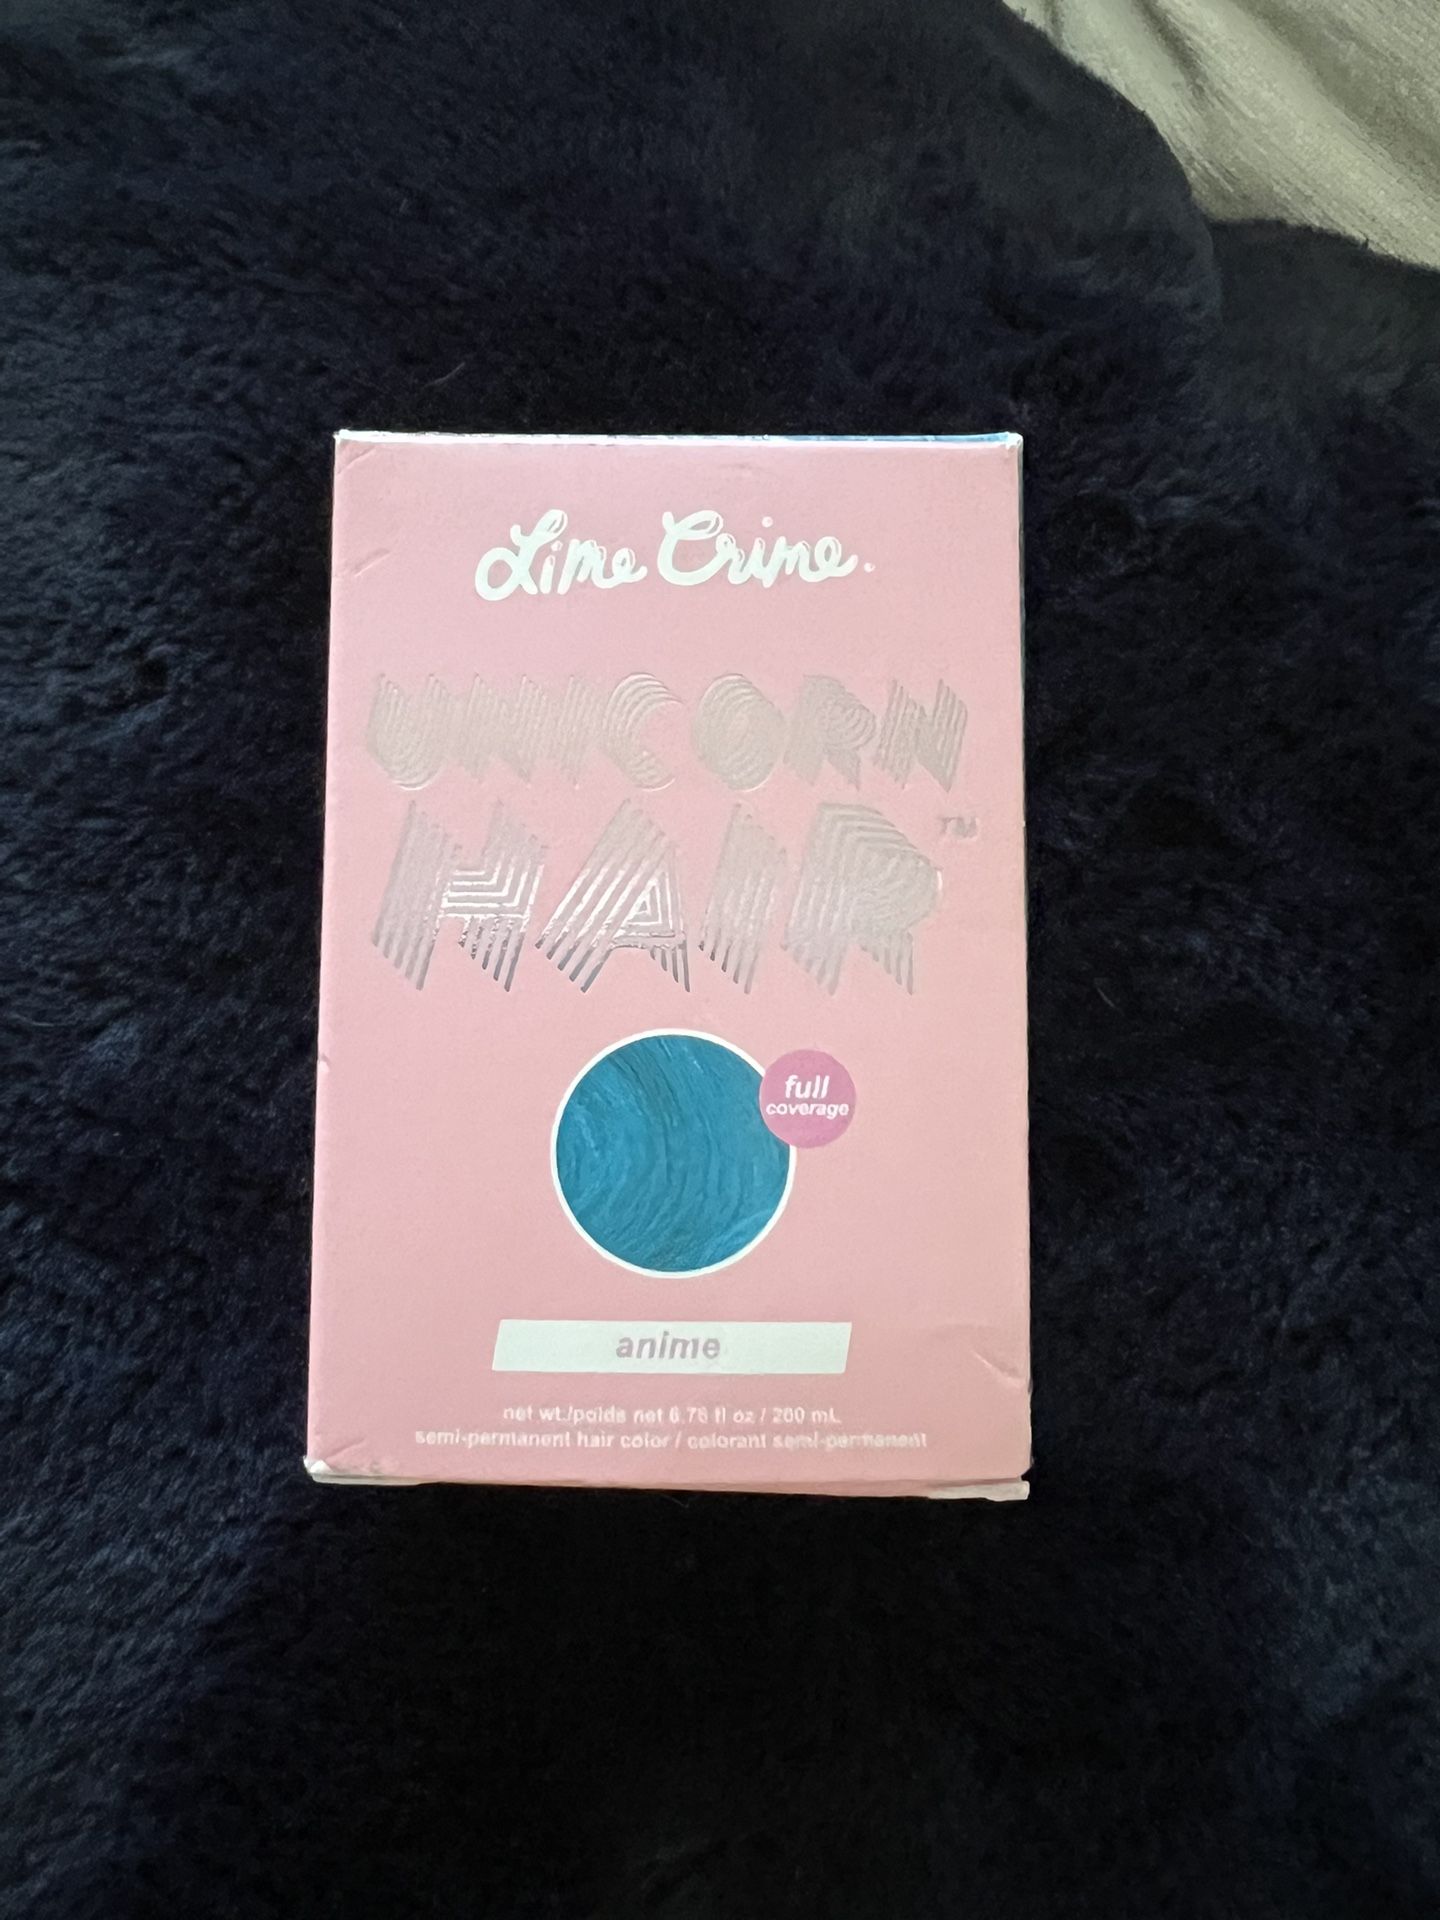 Lime Crime.
UNICORN
HAIR™
full
coverage
anime
net wt./poids net 6.76 fl oz / 200 mL
semi-permanent hair color / colorant semi-permanent